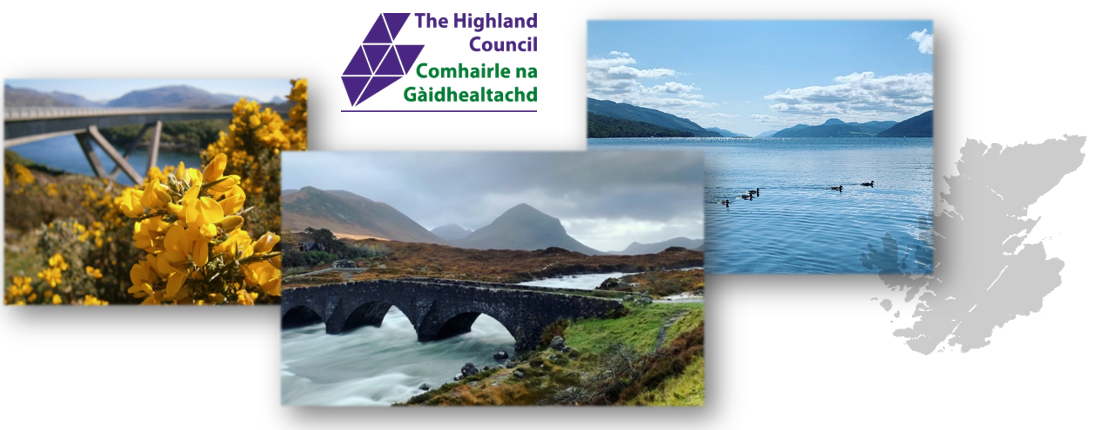 The Highland
Council
Comhairle na
Gàidhealtachd